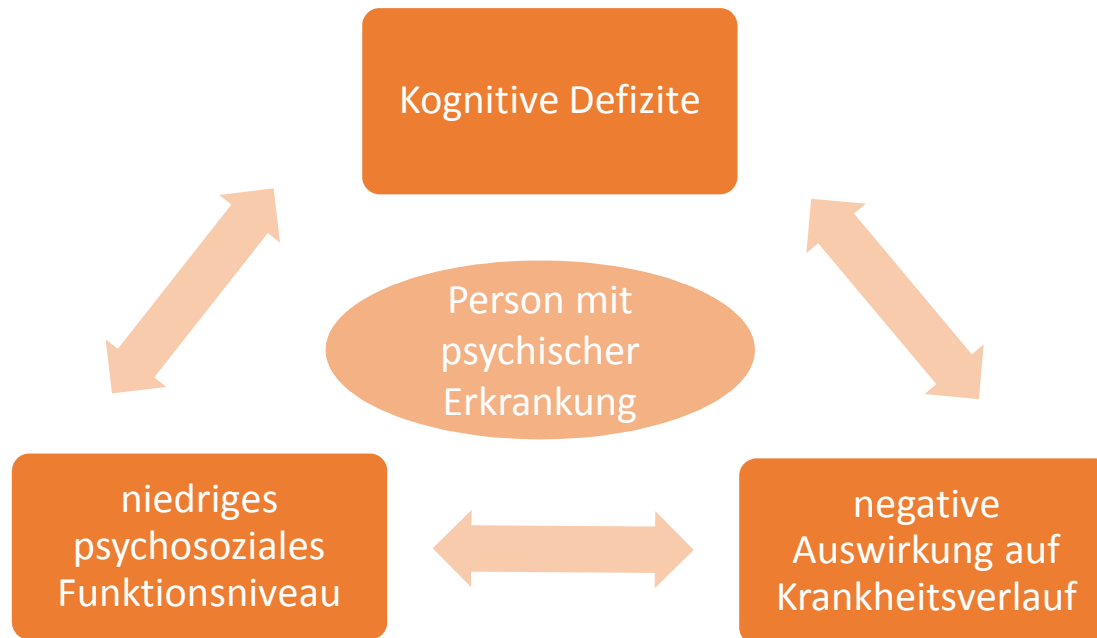 Kognitive Defizite
Person mit
psychischer
Erkrankung
niedriges
psychosoziales
Funktionsniveau
negative
Auswirkung auf
Krankheitsverlauf